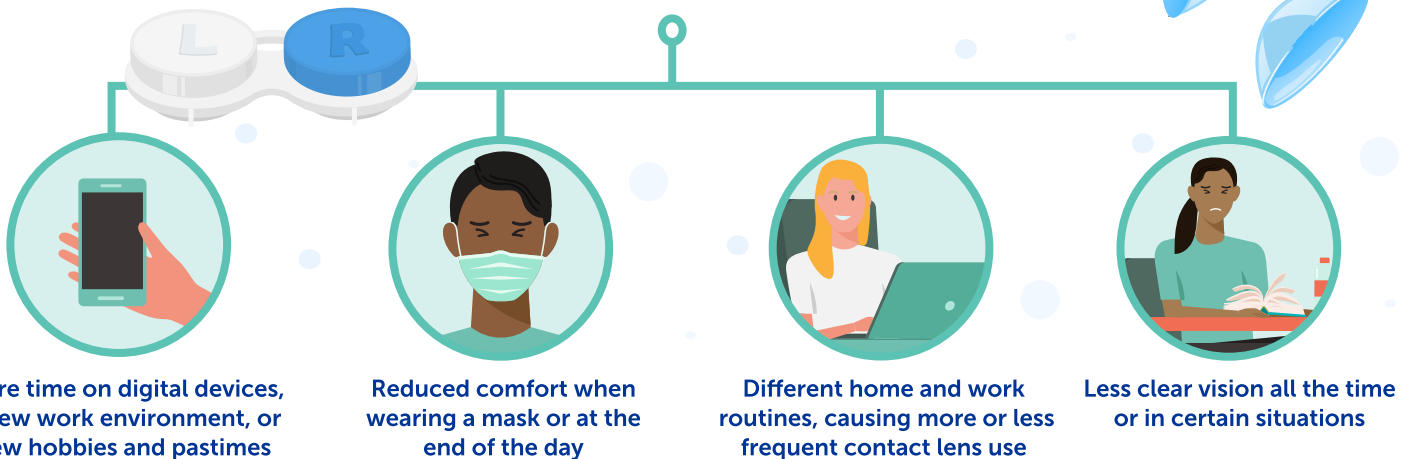 L R
re time on digital devices,
ew work environment, or
ew hobbies and pastimes
Reduced comfort when
wearing a mask or at the
end of the day
Different home and work
routines, causing more or less
frequent contact lens use
Less clear vision all the time
or in certain situations